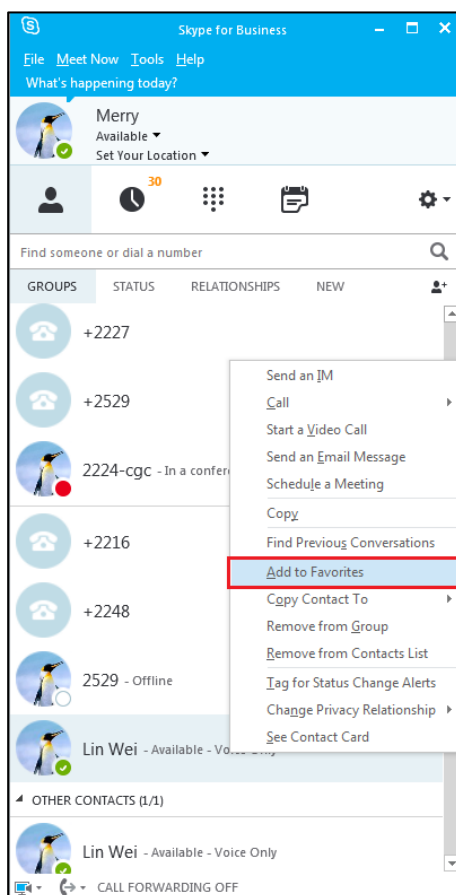 Skype for Business
File Meet Now Tools Help
What's happening today?
Merry
Available
Set Your Location
30
Find someone or dial a number
GROUPS STATUS RELATIONSHIPS NEW
+2227
+2529
2224-cgc - In a
+2216
+2248
2529 - Offline
Lin Wei - Available - Voice Only
Send an IM
Call
Start a Video Call
Send an Email Message
Schedule a Meeting
Copy
Find Previous Conversations
Add to Favorites
Copy Contact To
Remove from Group
Remove from Contacts List
Tag for Status Change Alerts
Change Privacy Relationship
See Contact Card
OTHER CONTACTS (1/1)
Lin Wei - Available - Voice Only
CALL FORWARDING OFF